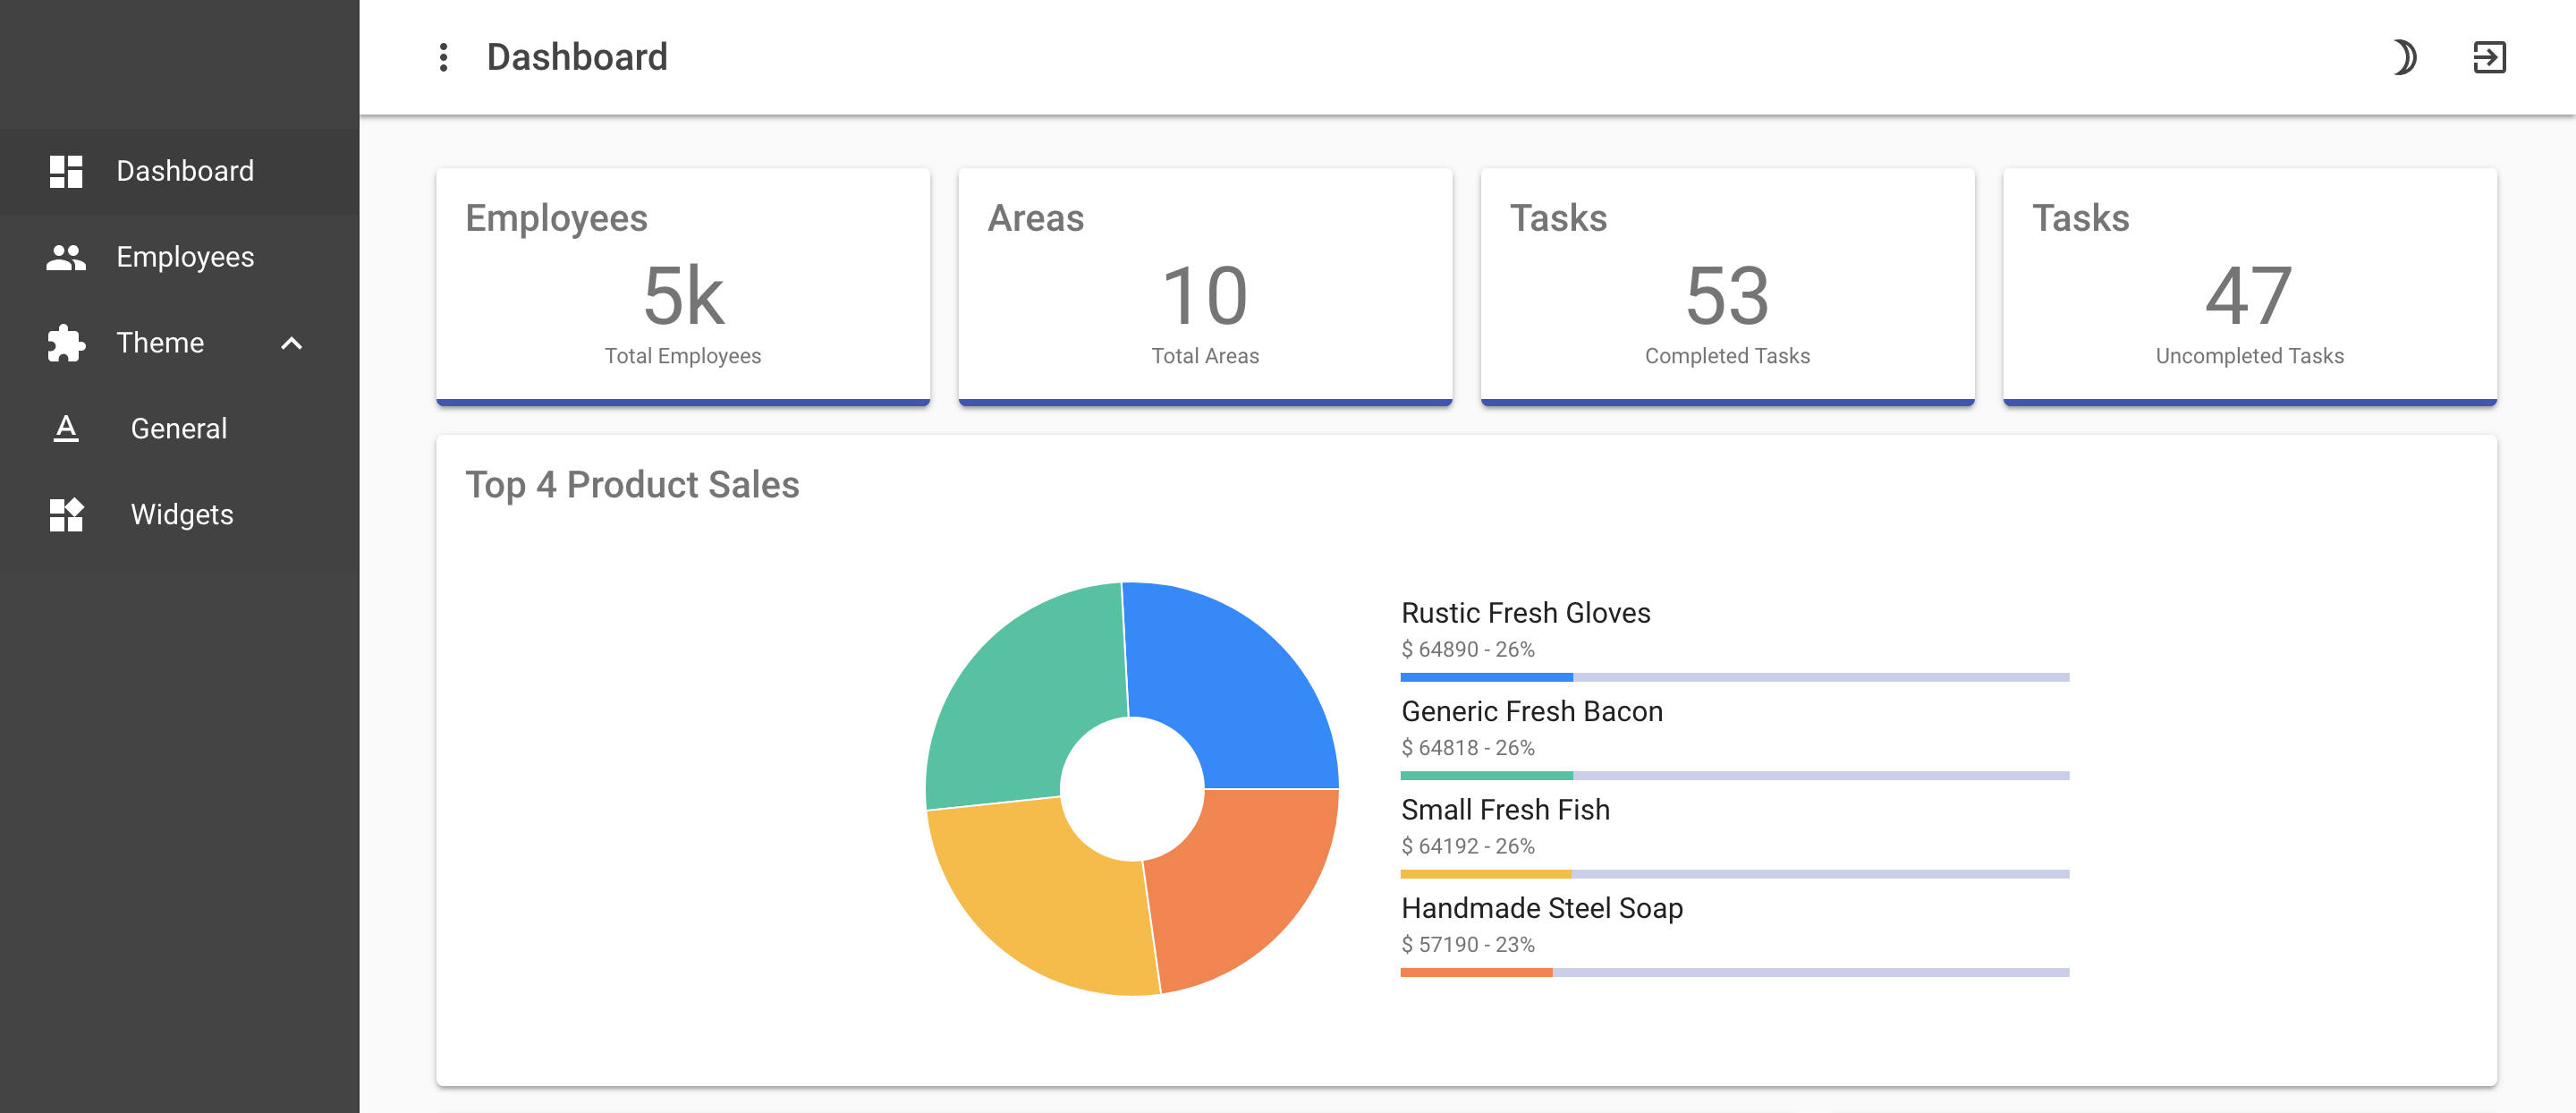 Dashboard
Dashboard
Employees
Theme
General
Widgets
Employees
5k
Total Employees
Areas
10
Total Areas
Tasks
53
Completed Tasks
Tasks
47
Uncompleted Tasks
Top 4 Product Sales
Rustic Fresh Gloves
$ 64890 - 26%
Generic Fresh Bacon
$ 64818 - 26%
Small Fresh Fish
$ 64192 - 26%
Handmade Steel Soap
$ 57190 - 23%